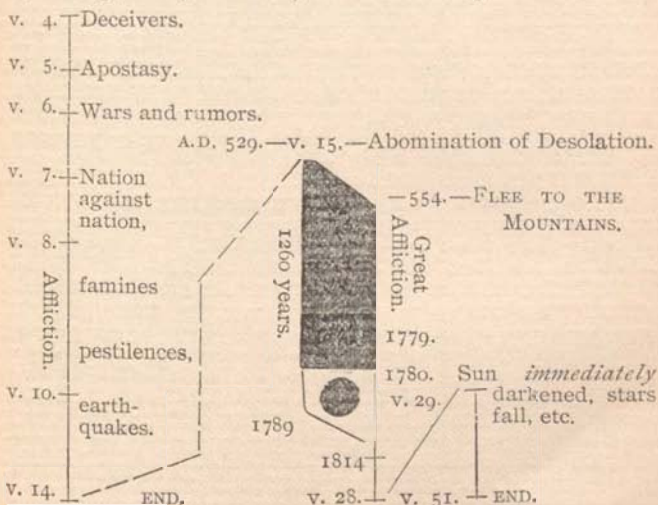 v. 4. Deceivers.
v. 5. Apostasy.
v. 6. Wars and rumors.
A.D. 529.—v. 15.—Abomination of Desolation.
v. 7. Nation
against
nation,
—554.—FLEE TO THE
MOUNTAINS.
v. 8.
Affliction.
famines
1260 years.
Great
Affliction.
pestilences,
1779.
1780. Sun immediately
v. 29. darkened, stars
fall, etc.
v. 10. earth-
quakes.
1789
1814
v. 14. END.
v. 28. v. 51. END.